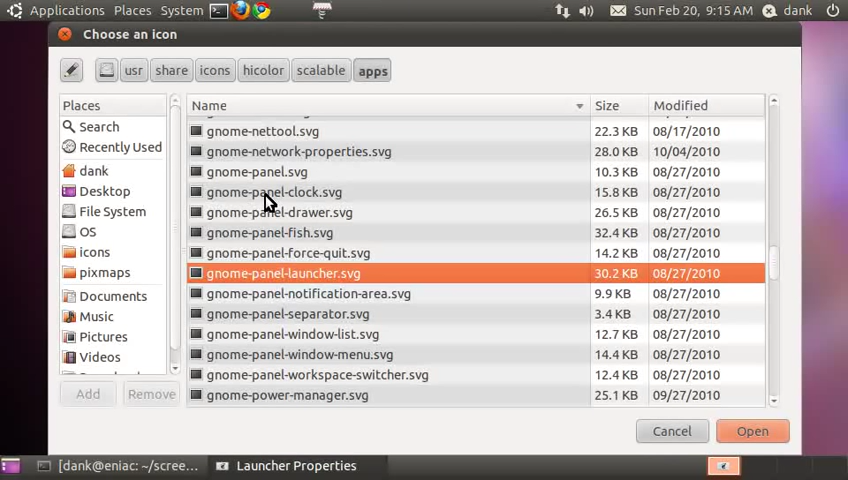 Applications Places System Sun Feb 20, 9:15 AM dank
Choose an icon
usr share icons hicolor scalable apps
Places
Search
Recently Used
dank
Desktop
File System
OS
icons
pixmaps
Documents
Music
Pictures
Videos
Add Remove
Name Size Modified
gnome-nettool.svg 22.3 KB 08/17/2010
gnome-network-properties.svg 28.0 KB 10/04/2010
gnome-panel.svg 10.3 KB 08/27/2010
gnome-panel-clock.svg 15.8 KB 08/27/2010
gnome-panel-drawer.svg 26.5 KB 08/27/2010
gnome-panel-fish.svg 32.4 KB 08/27/2010
gnome-panel-force-quit.svg 14.2 KB 08/27/2010
gnome-panel-launcher.svg 30.2 KB 08/27/2010
gnome-panel-notification-area.svg 9.9 KB 08/27/2010
gnome-panel-separator.svg 3.4 KB 08/27/2010
gnome-panel-window-list.svg 12.7 KB 08/27/2010
gnome-panel-window-menu.svg 14.4 KB 08/27/2010
gnome-panel-workspace-switcher.svg 12.4 KB 08/27/2010
gnome-power-manager.svg 25.1 KB 09/27/2010
Cancel Open
[dank@eniac: ~/scree... Launcher Properties